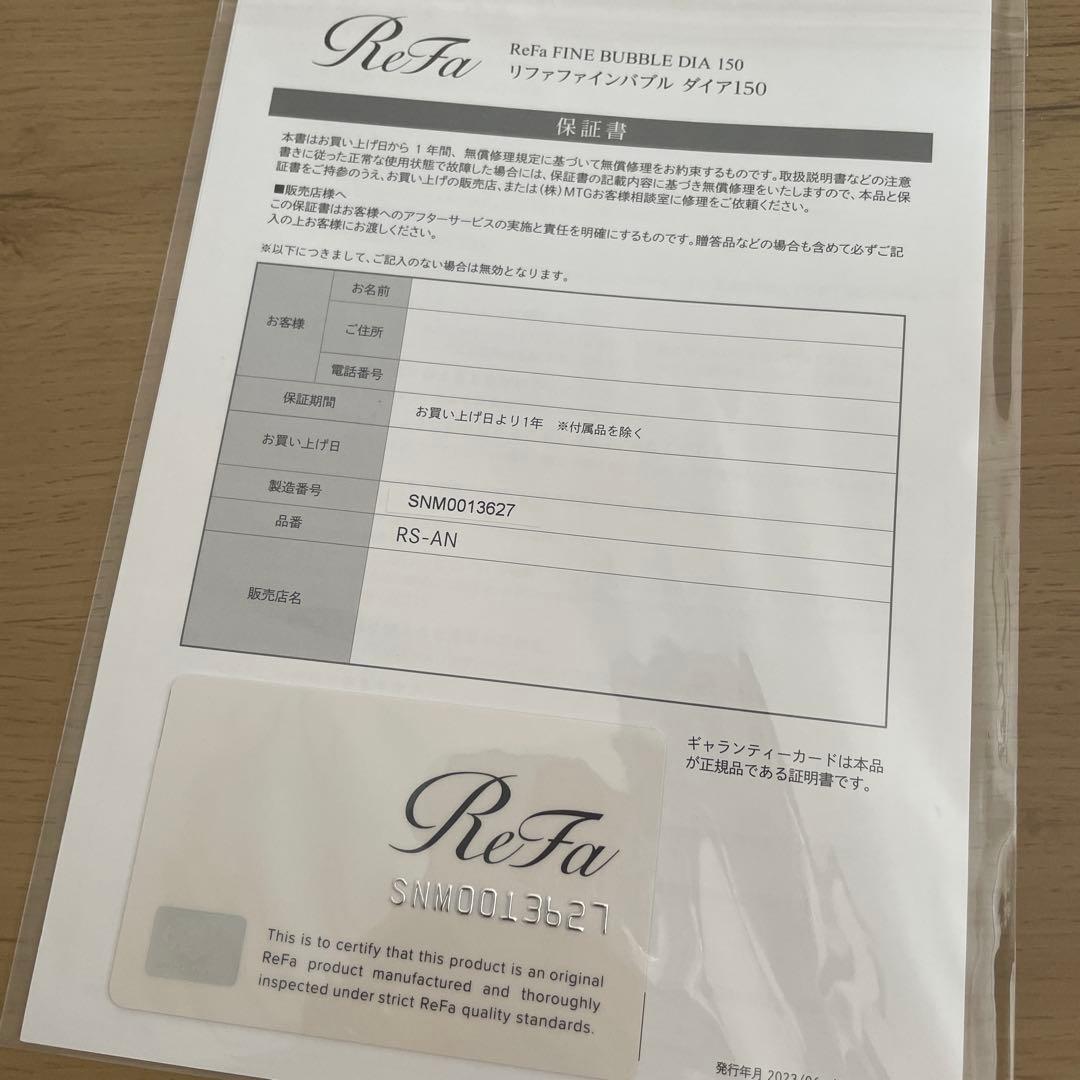 ReFa
ReFa FINE BUBBLE DIA 150
リファファインバブル ダイア150
保証書
本書はお買い上げ日から 1 年間、無償修理規定に基づいて無償修理をお約束するものです。取扱説明書などの注意
書きに従った正常な使用状態で故障した場合には、保証書の記載内容に基づき無償修理をいたしますので、本品と保
証書をご持参のうえ、お買い上げの販売店、または(株)MTGお客様相談室に修理をご依頼ください。
■販売店様へ
この保証書はお客様へのアフターサービスの実施と責任を明確にするものです。贈答品などの場合も含めて必ずご記
入の上お客様にお渡しください。
※以下につきまして、ご記入のない場合は無効となります。
お客様
お名前
ご住所
電話番号
保証期間 お買い上げ日より1年 ※付属品を除く
お買い上げ日
製造番号 SNM0013627
品番 RS-AN
販売店名
ギャランティーカードは本品
が正規品である証明書です。
ReFa
SNM0013627
This is to certify that this product is an original
ReFa product manufactured and thoroughly
inspected under strict ReFa quality standards.
発行年月 2023/0